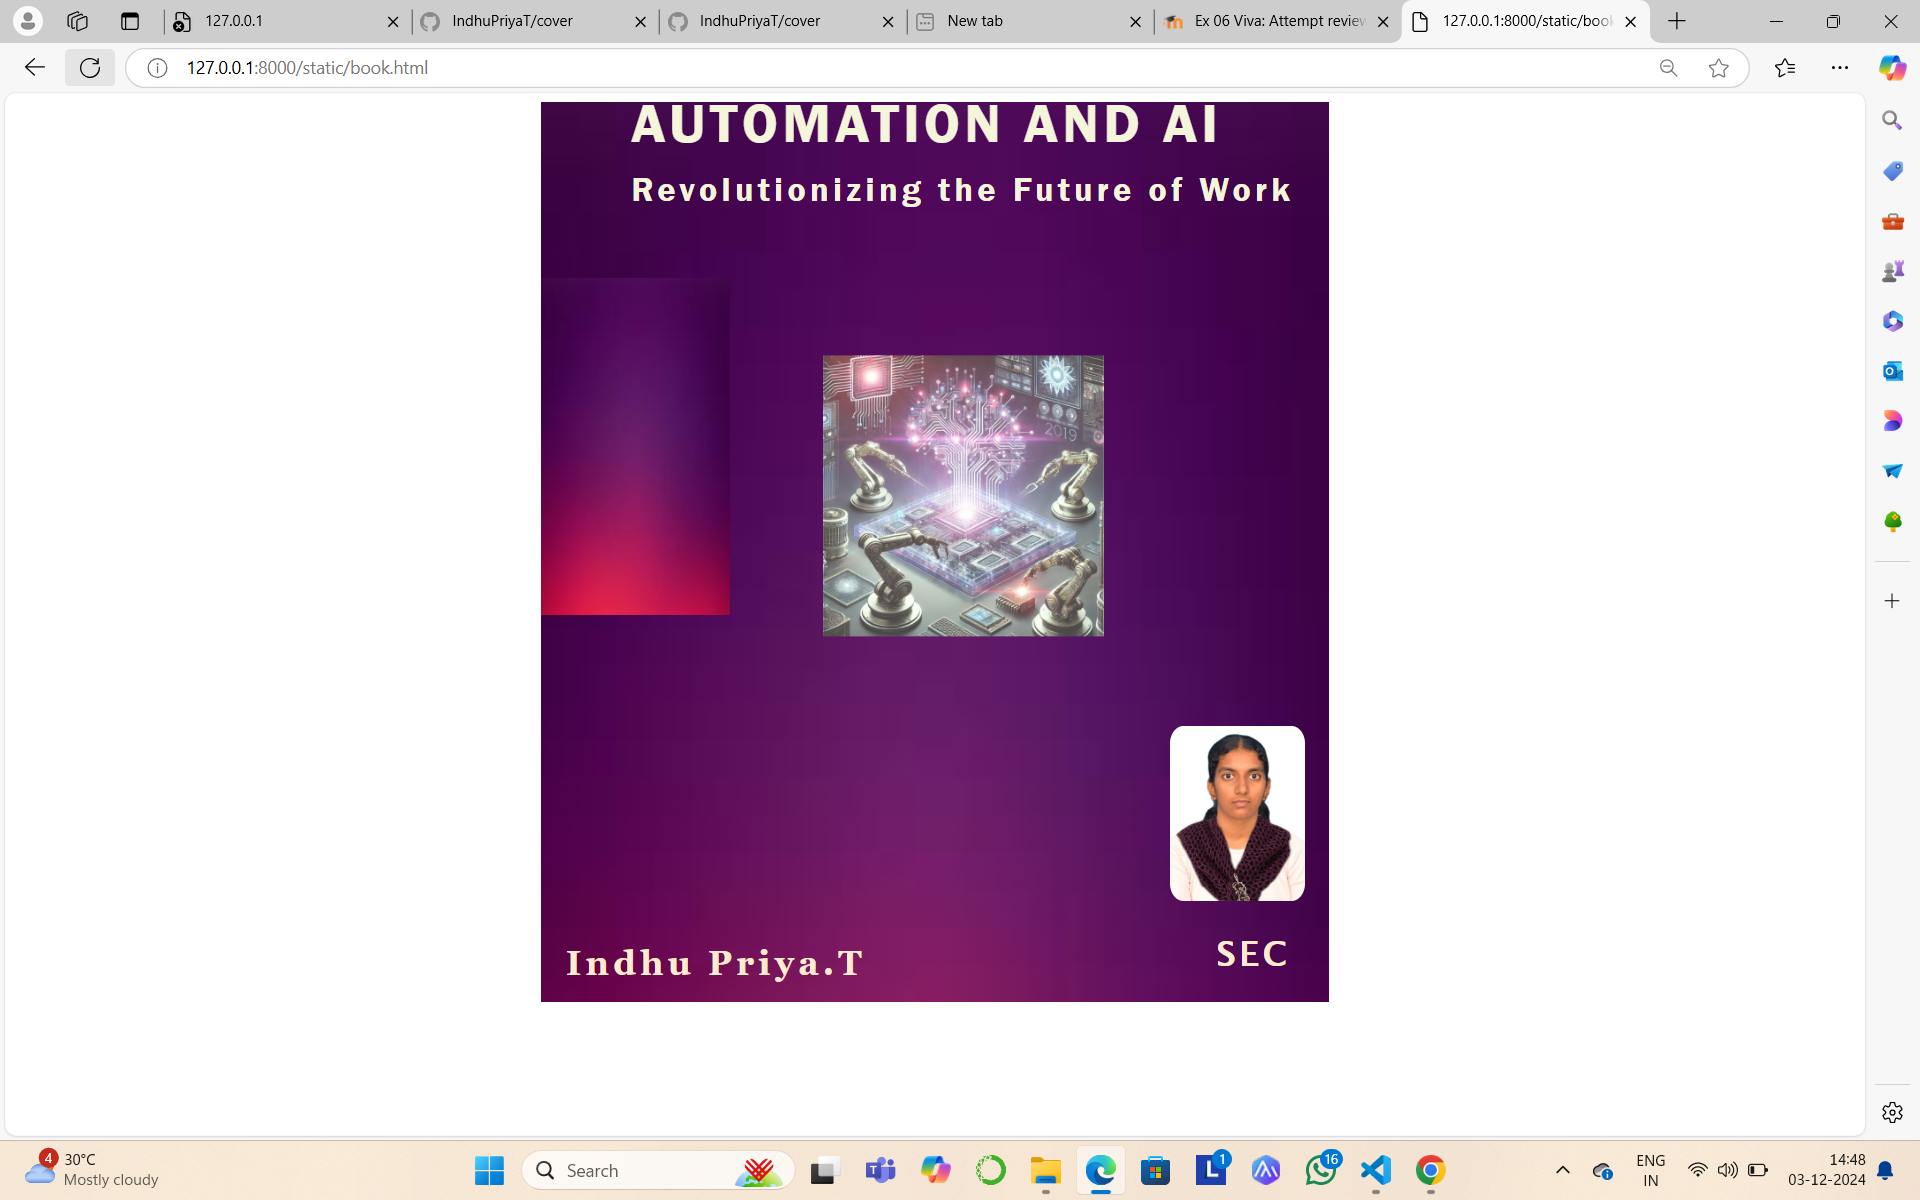 127.0.0.1
IndhuPriyaT/cover
IndhuPriyaT/cover
New tab
Ex 06 Viva: Attempt review
127.0.0.1:8000/static/book
127.0.0.1:8000/static/book.html
AUTOMATION AND AI
Revolutionizing the Future of Work
2019
Indhu Priya.T
SEC
4
30°C
Mostly cloudy
Search
1
16
ENG
IN
14:48
03-12-2024